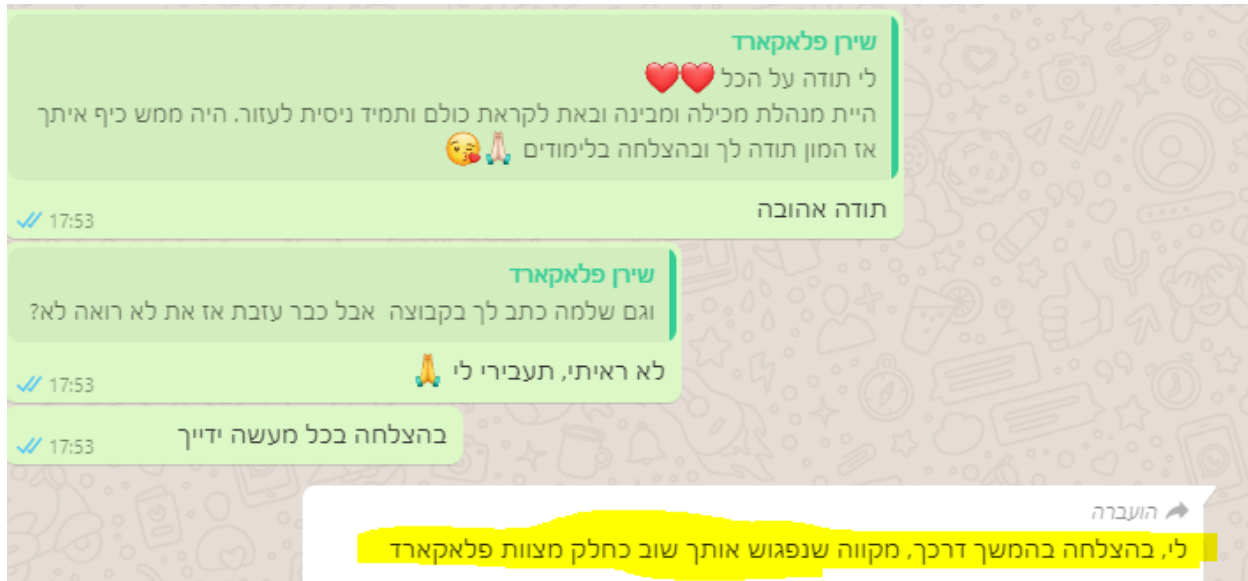 שירן פלאקארד
לי תודה על הכל ❤️❤️
היית מנהלת מכילה ומבינה ובאת לקראת כולם ותמיד ניסית לעזור. היה ממש כיף איתך
אז המון תודה לך ובהצלחה בלימודים 🙏🏻😘
תודה אהובה
17:53
שירן פלאקארד
וגם שלמה כתב לך בקבוצה אבל כבר עזבת אז את לא רואה לא?
לא ראיתי, תעבירי לי 🙏
17:53
בהצלחה בכל מעשה ידייך
17:53
הועברה
לי, בהצלחה בהמשך דרכך, מקווה שנפגוש אותך שוב כחלק מצוות פלאקארד